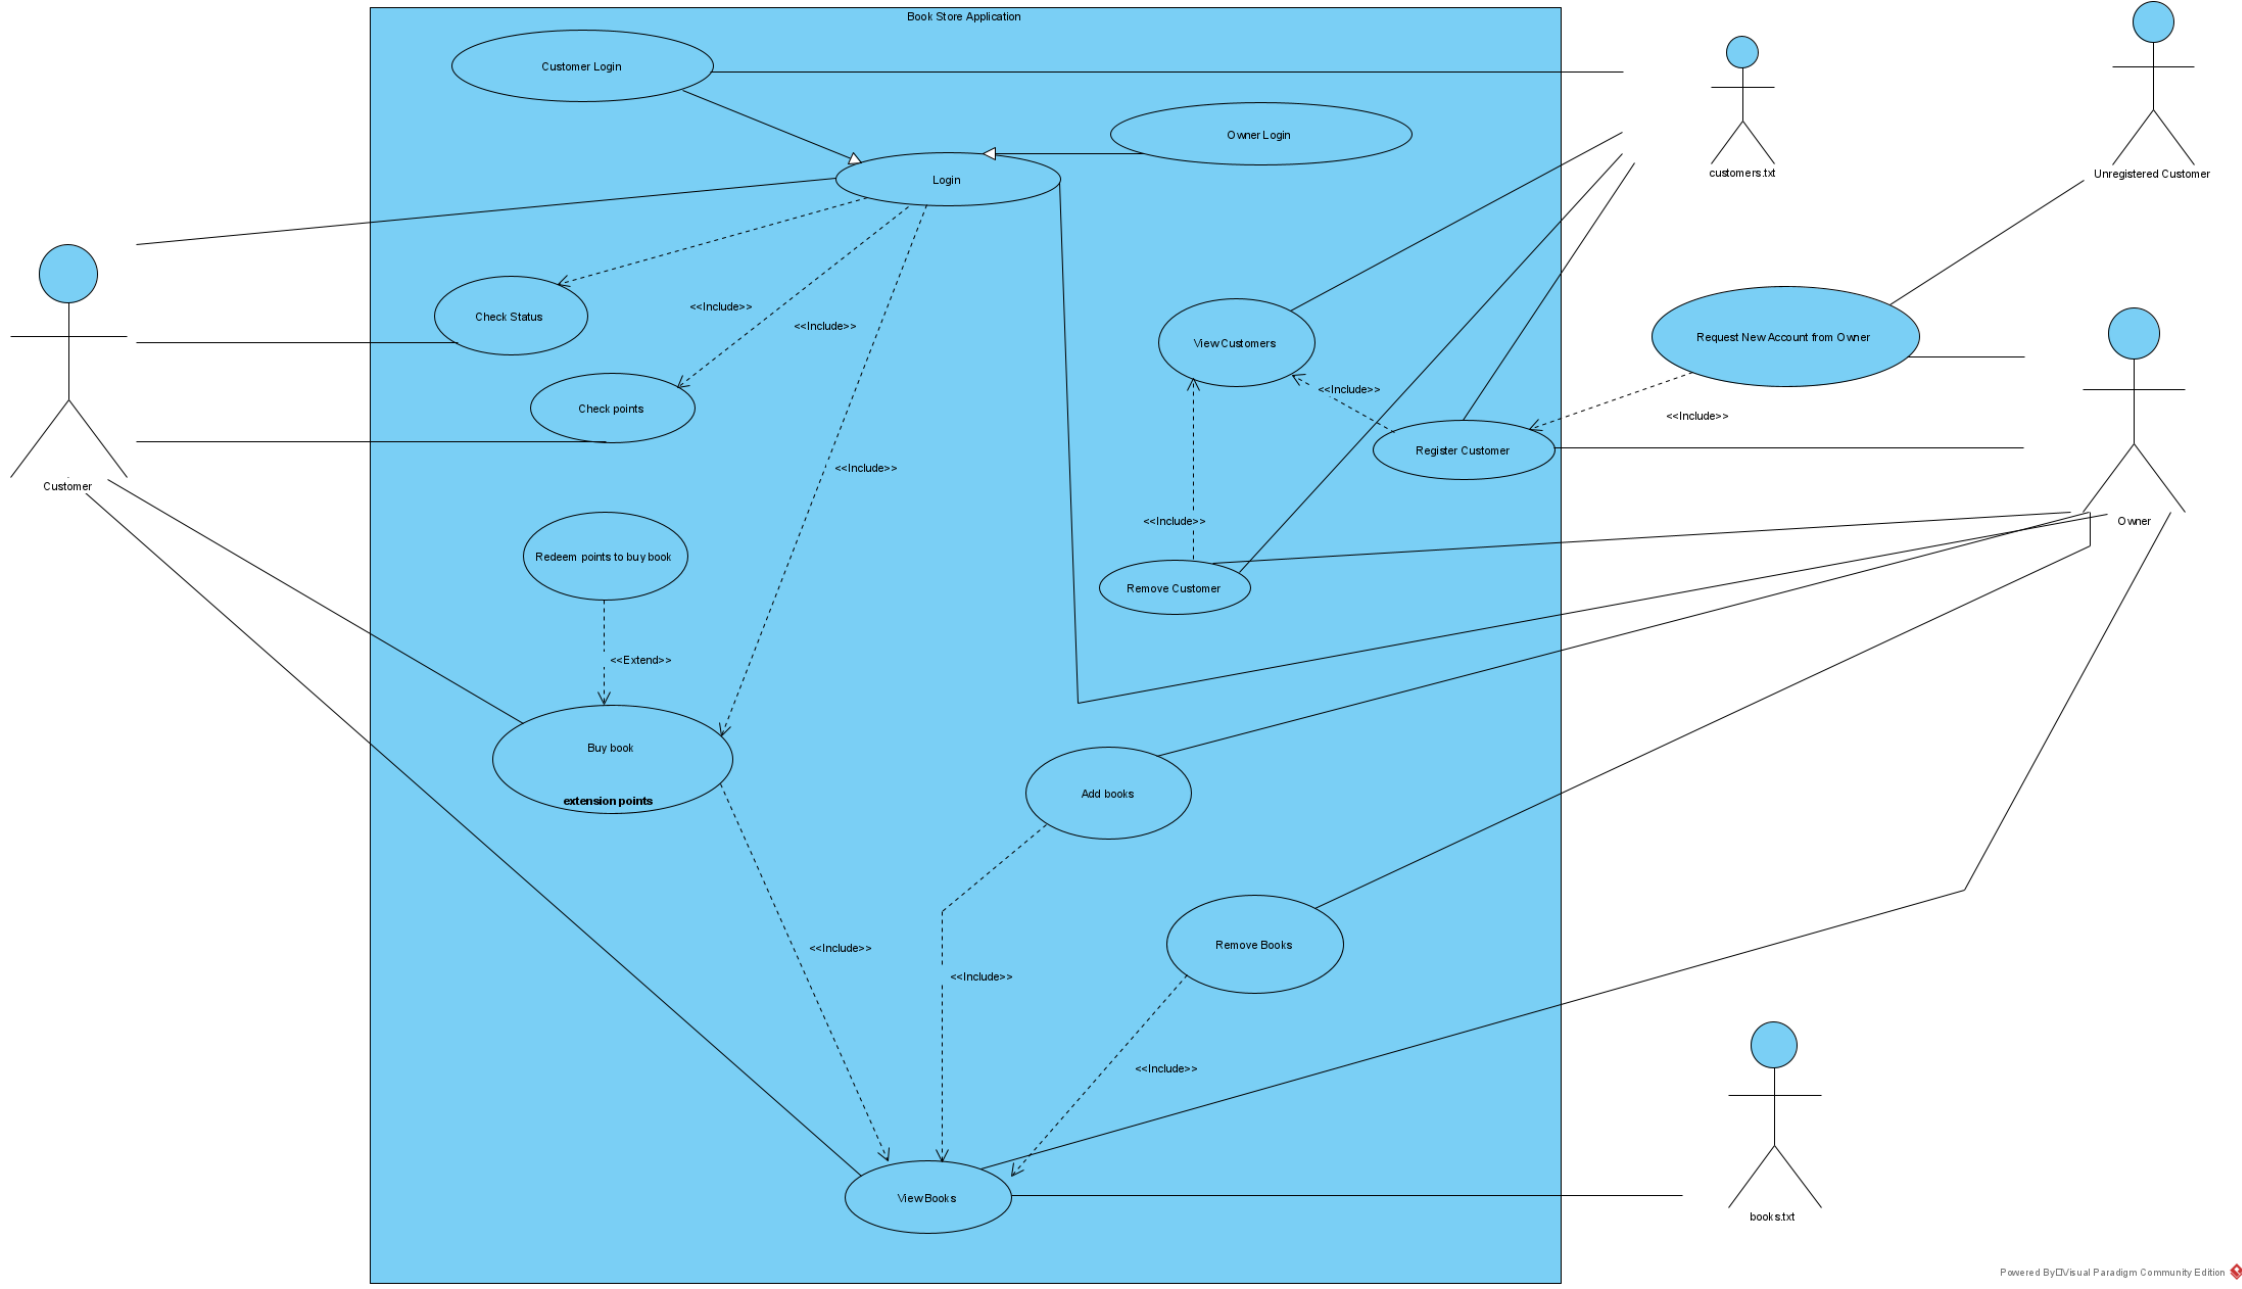 Book Store Application
Customer Login
Owner Login
Login
customers.txt
Unregistered Customer
<<Include>>
Check Status
<<Include>>
View Customers
Request New Account from Owner
<<Include>>
Check points
<<Include>>
Register Customer
<<Include>>
Customer
<<Include>>
Owner
Redeem points to buy book
Remove Customer
<<Extend>>
Buy book
extension points
Add books
Remove Books
<<Include>>
<<Include>>
<<Include>>
View Books
books.txt
Powered By□Visual Paradigm Community Edition